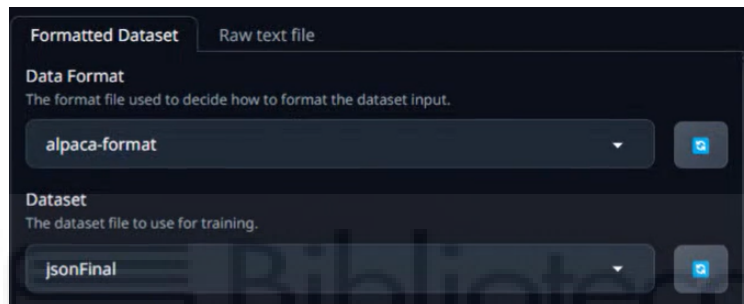 Formatted Dataset
Raw text file
Data Format
The format file used to decide how to format the dataset input.
alpaca-format
Dataset
The dataset file to use for training.
jsonFinal
Bibliotec